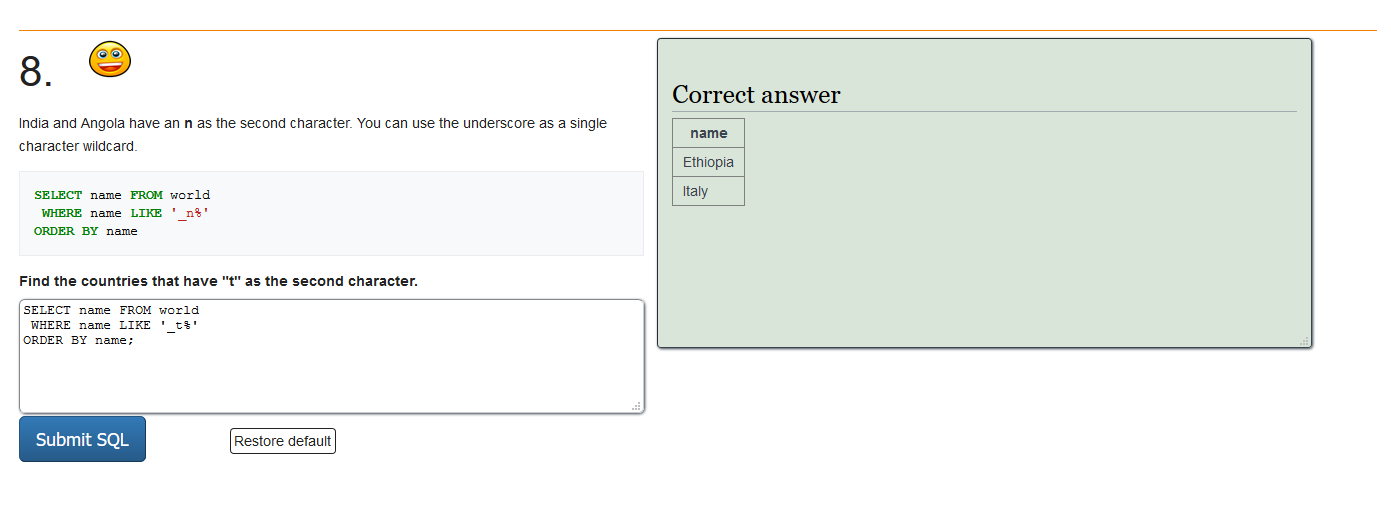 8.
India and Angola have an n as the second character. You can use the underscore as a single
character wildcard.
SELECT name FROM world
WHERE name LIKE '_n%'
ORDER BY name
Find the countries that have "t" as the second character.
SELECT name FROM world
WHERE name LIKE '_t%'
ORDER BY name;
Submit SQL
Restore default
Correct answer
name
Ethiopia
Italy